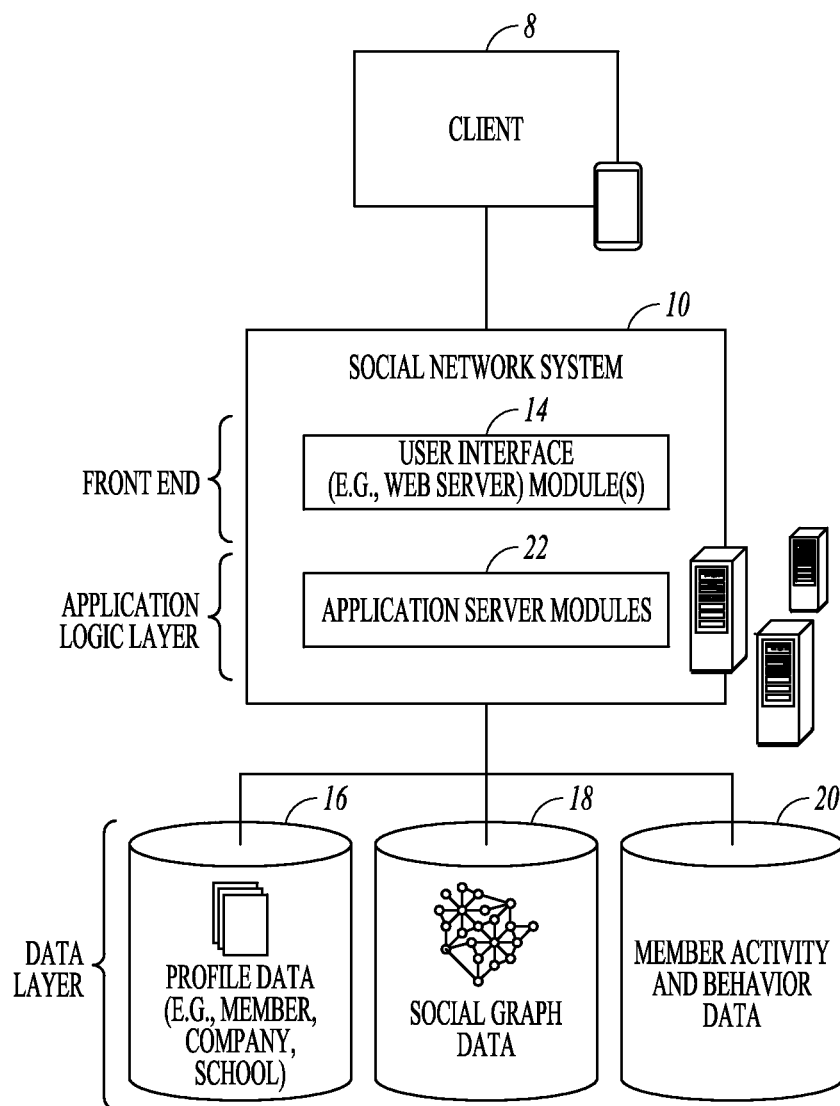 8
CLIENT
10
SOCIAL NETWORK SYSTEM
14
FRONT END
USER INTERFACE
(E.G., WEB SERVER) MODULE(S)
22
APPLICATION
LOGIC LAYER
APPLICATION SERVER MODULES
16
18
20
DATA
LAYER
PROFILE DATA
(E.G., MEMBER,
COMPANY,
SCHOOL)
SOCIAL GRAPH
DATA
MEMBER ACTIVITY
AND BEHAVIOR
DATA